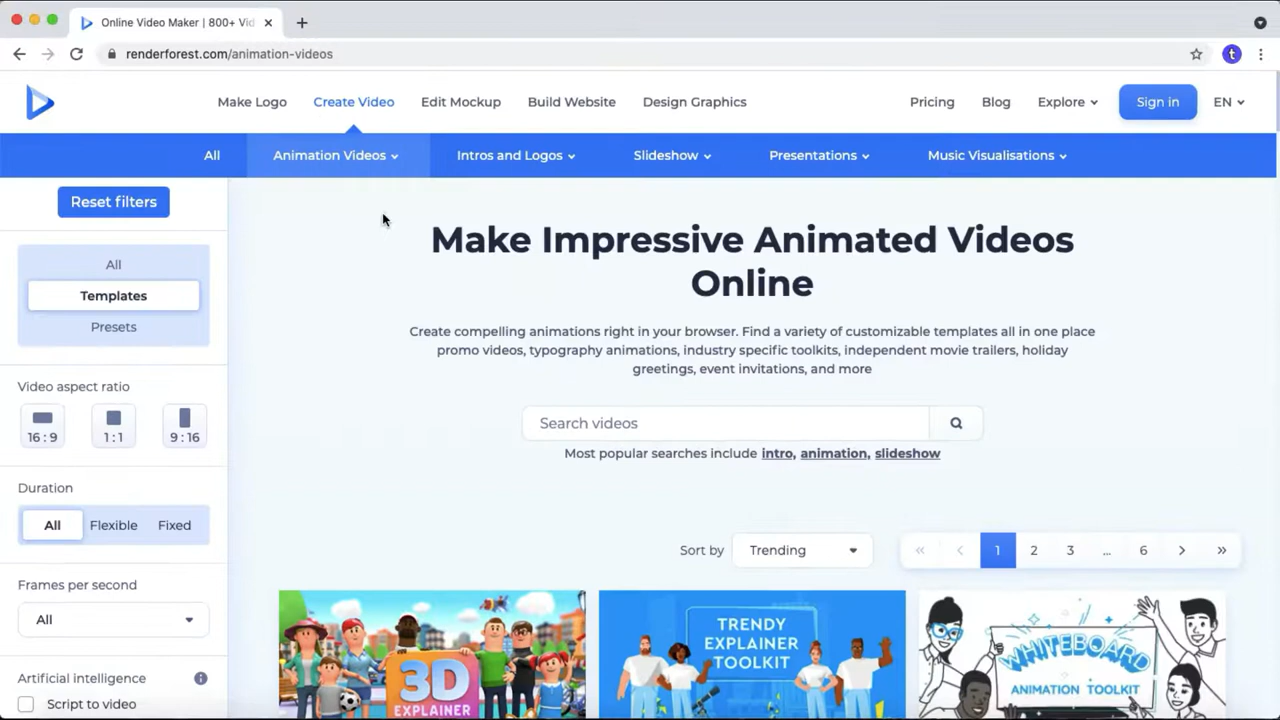 Online Video Maker | 800+ Vid
renderforest.com/animation-videos
t
Make Logo
Create Video
Edit Mockup
Build Website
Design Graphics
Pricing
Blog
Explore
Sign in
EN
All
Animation Videos
Intros and Logos
Slideshow
Presentations
Music Visualisations
Reset filters
All
Templates
Presets
Video aspect ratio
16 : 9
1 : 1
9 : 16
Duration
All
Flexible
Fixed
Frames per second
All
Artificial intelligence
Script to video
Make Impressive Animated Videos
Online
Create compelling animations right in your browser. Find a variety of customizable templates all in one place
promo videos, typography animations, industry specific toolkits, independent movie trailers, holiday
greetings, event invitations, and more
Search videos
Most popular searches include intro, animation, slideshow
Sort by
Trending
« ‹ 1 2 3 ... 6 › »
3D
EXPLAINER
TRENDY
EXPLAINER
TOOLKIT
WHITEBOARD
ANIMATION TOOLKIT